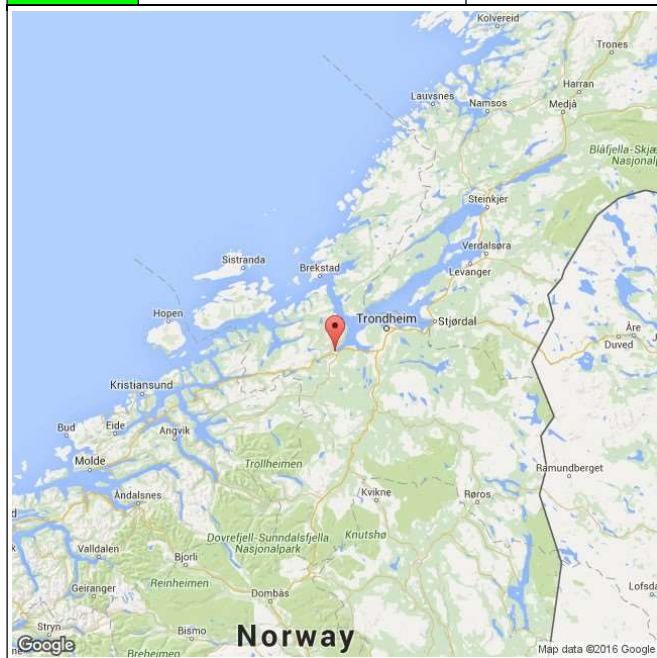 Kolvereid
Trones
Harran
Lauvsnes
Namsos
Medjå
Blåfjella-Skjæ
Nasjonalp
Steinkjer
Verdalsøra
Sistranda
Brekstad
Levanger
Hopen
Trondheim
Stjørdal
Åre
Duved
Kristiansund
Bud
Eide
Angvik
Molde
Trollheimen
Ramundberget
Åndalsnes
Kvikne
Røros
Dovrefjell-Sunndalsfjella
Nasjonalpark
Knutshø
Valldalen
Bjorli
Geiranger
Reinheimen
Dombås
Lofsda
Stryn
Bismo
Norway
Breheimen
Google
Map data ©2016 Google